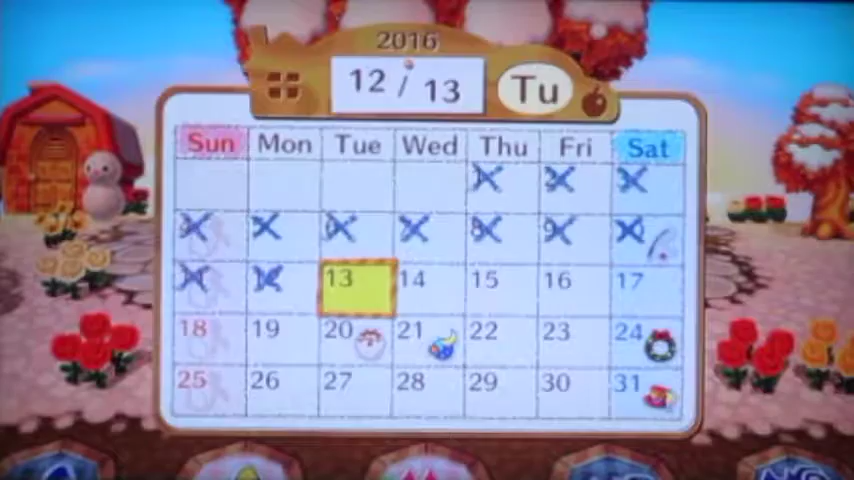 2016
12 / 13 Tu
Sun Mon Tue Wed Thu Fri Sat
13 14 15 16 17
18 19 20 21 22 23 24
25 26 27 28 29 30 31